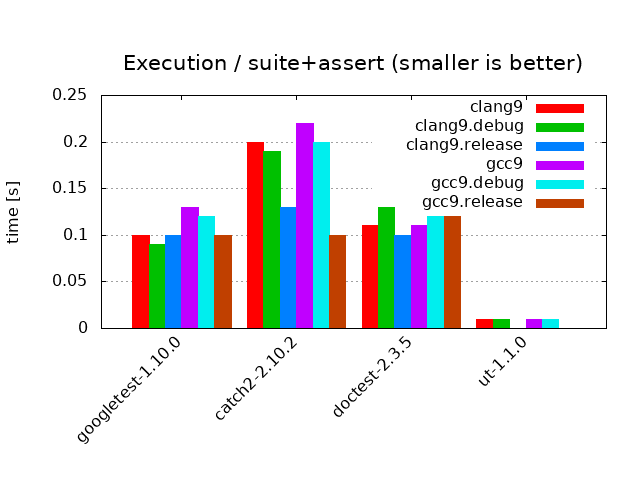 Execution / suite+assert (smaller is better)
time [s]
0.25
0.2
0.15
0.1
0.05
0
clang9
clang9.debug
clang9.release
gcc9
gcc9.debug
gcc9.release
googletest-1.10.0
catch2-2.10.2
doctest-2.3.5
ut-1.1.0